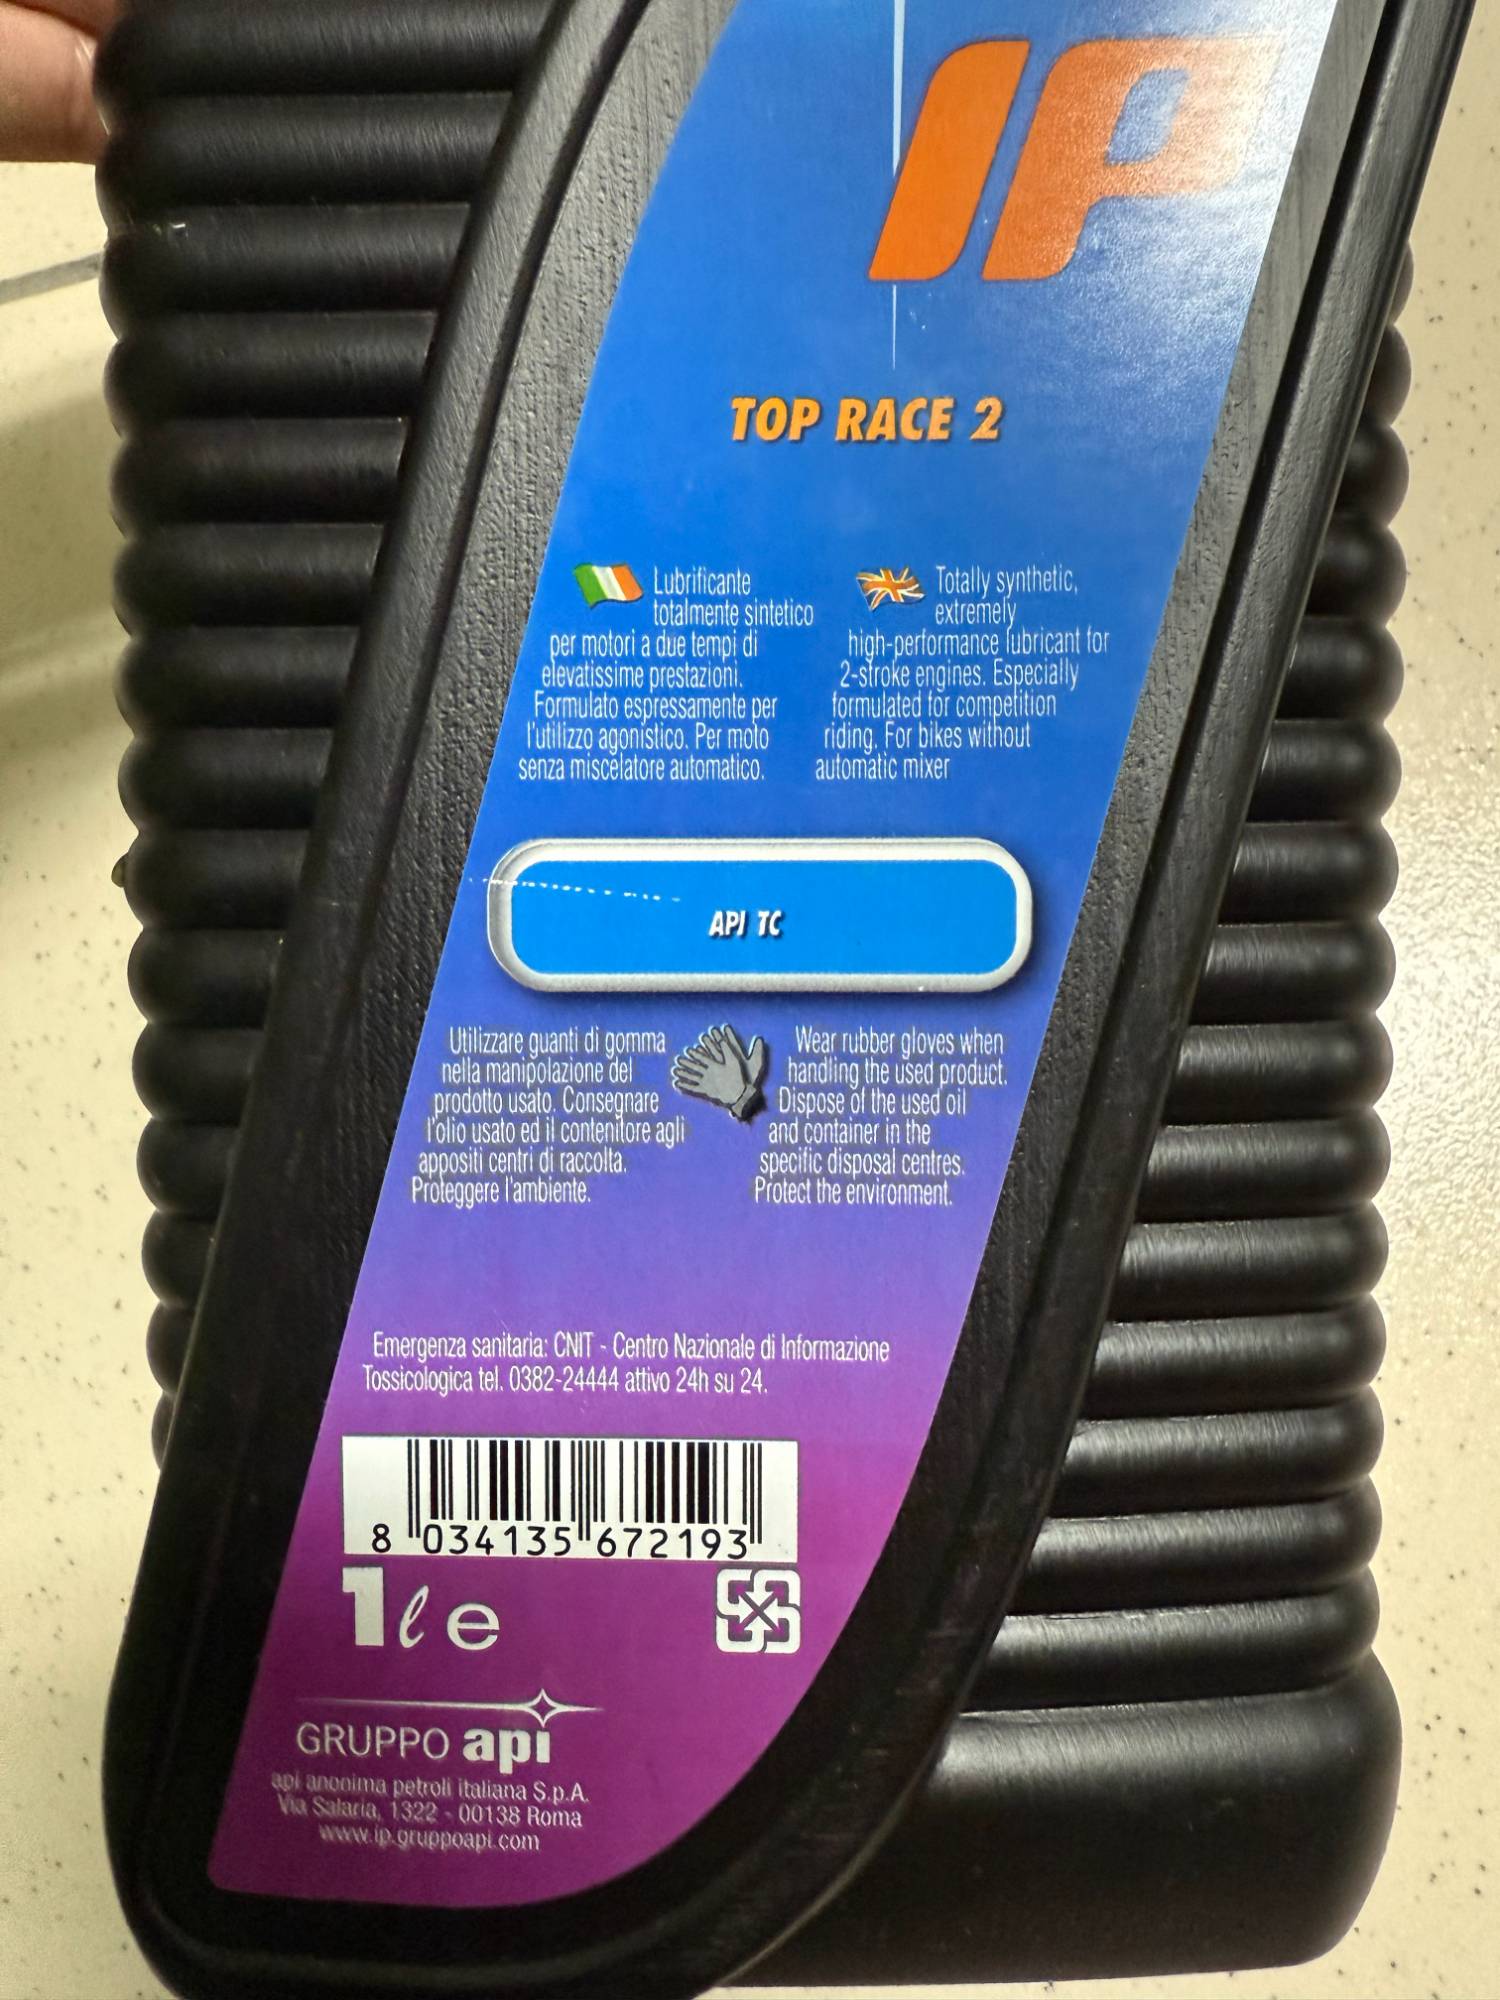 IP
TOP RACE 2
Lubrificante
totalmente sintetico
per motori a due tempi di
elevatissime prestazioni.
Formulato espressamente per
l'utilizzo agonistico. Per moto
senza miscelatore automatico.
Totally synthetic,
extremely
high-performance lubricant for
2-stroke engines. Especially
formulated for competition
riding. For bikes without
automatic mixer
API TC
Utilizzare guanti di gomma
nella manipolazione del
prodotto usato. Consegnare
l'olio usato ed il contenitore agli
appositi centri di raccolta.
Proteggere l'ambiente.
Wear rubber gloves when
handling the used product.
Dispose of the used oil
and container in the
specific disposal centres.
Protect the environment.
Emergenza sanitaria: CNIT - Centro Nazionale di Informazione
Tossicologica tel. 0382-24444 attivo 24h su 24.
8 034135 672193
1 ℓ e
GRUPPO api
api anonima petroli italiana S.p.A.
Via Salaria, 1322 - 00138 Roma
www.ip.gruppoapi.com